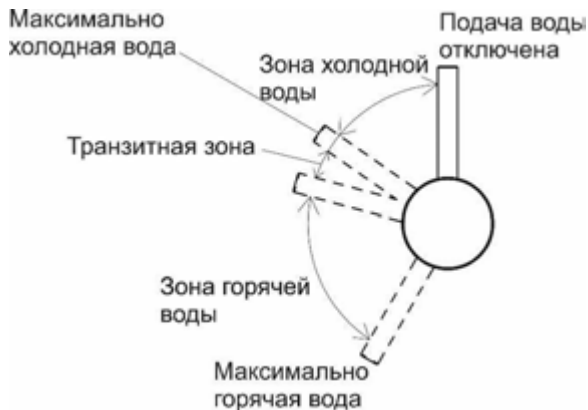 Максимально
холодная вода
Подача воды
отключена
Зона холодной
воды
Транзитная зона
Зона горячей
воды
Максимально
горячая вода